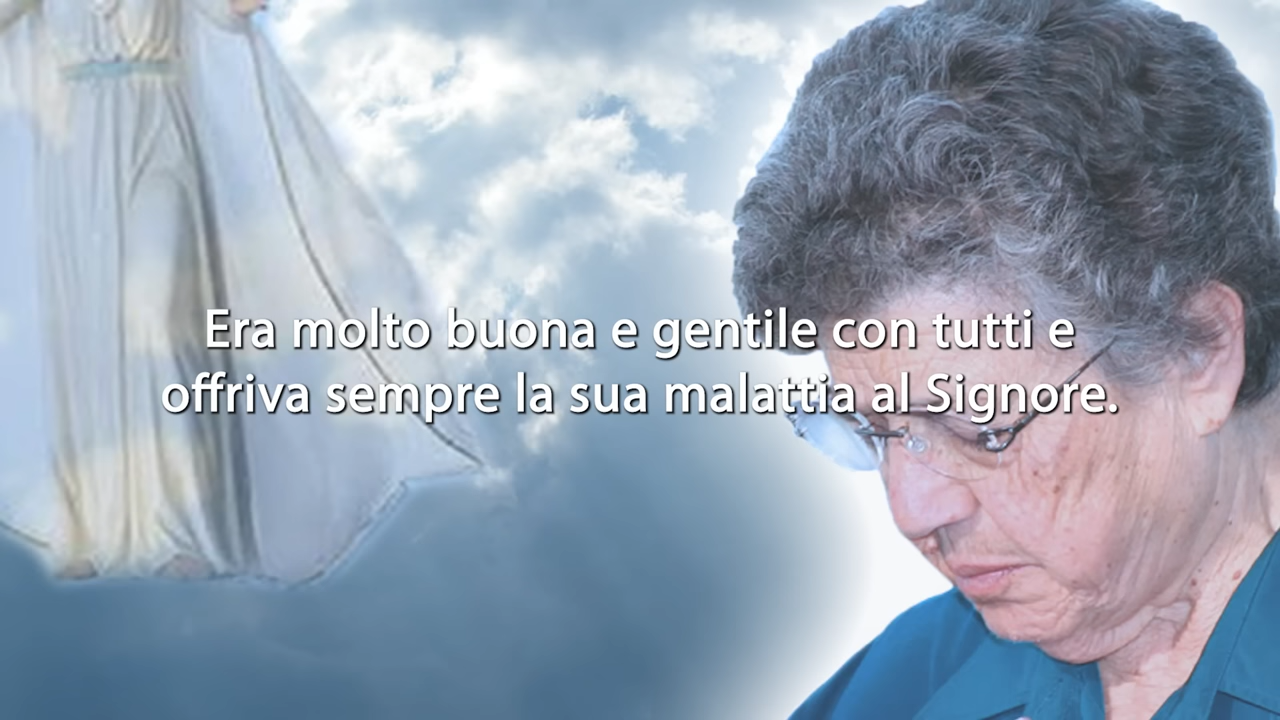 Era molto buona e gentile con tutti e
offriva sempre la sua malattia al Signore.